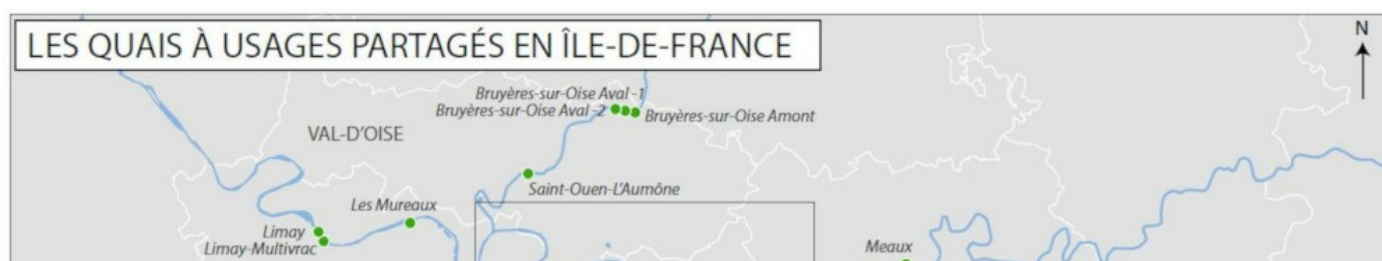 LES QUAIS À USAGES PARTAGÉS EN ÎLE-DE-FRANCE
N
Bruyères-sur-Oise Aval -1
Bruyères-sur-Oise Aval -2
Bruyères-sur-Oise Amont
VAL-D'OISE
Saint-Ouen-L'Aumône
Les Mureaux
Limay
Limay-Multivrac
Meaux